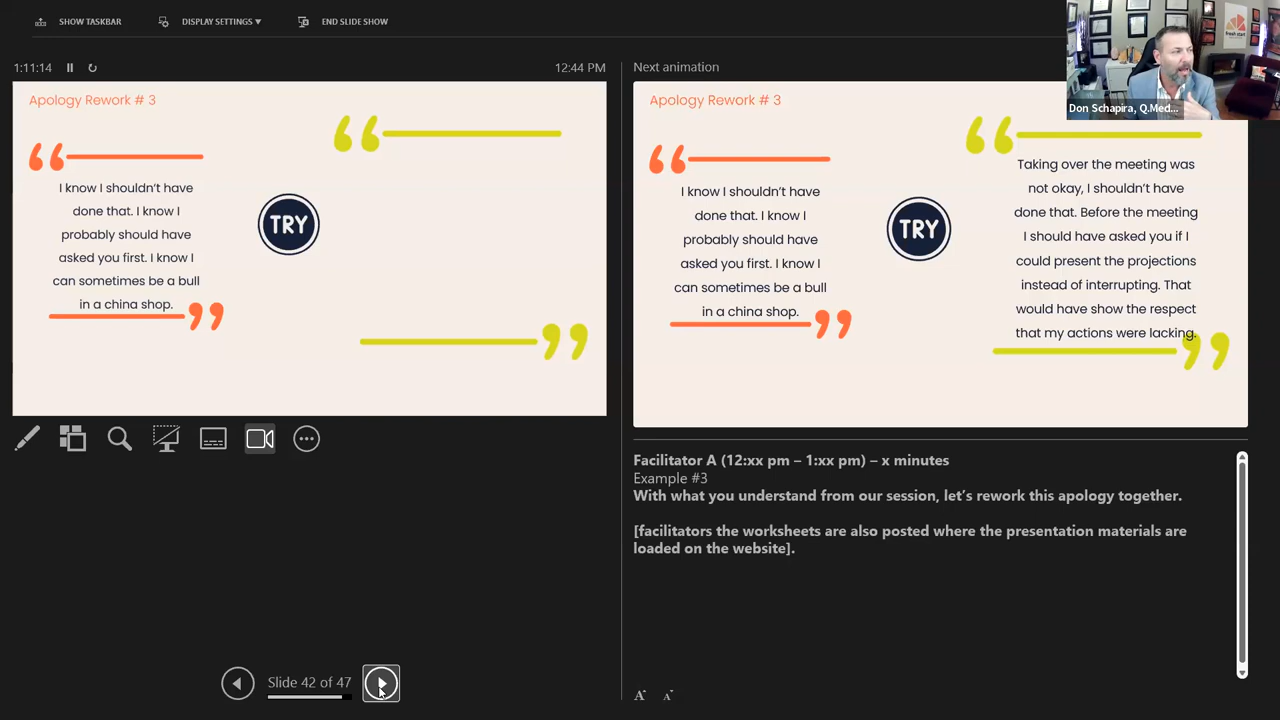 SHOW TASKBAR
DISPLAY SETTINGS ▼
END SLIDE SHOW
1:11:14
12:44 PM
Apology Rework # 3
I know I shouldn't have
done that. I know I
probably should have
asked you first. I know I
can sometimes be a bull
in a china shop.
TRY
Slide 42 of 47
Next animation
fresh start
Don Schapira, Q.Med...
Apology Rework # 3
I know I shouldn't have
done that. I know I
probably should have
asked you first. I know I
can sometimes be a bull
in a china shop.
TRY
Taking over the meeting was
not okay, I shouldn't have
done that. Before the meeting
I should have asked you if I
could present the projections
instead of interrupting. That
would have show the respect
that my actions were lacking.
Facilitator A (12:xx pm – 1:xx pm) – x minutes
Example #3
With what you understand from our session, let's rework this apology together.
[facilitators the worksheets are also posted where the presentation materials are
loaded on the website].
A A